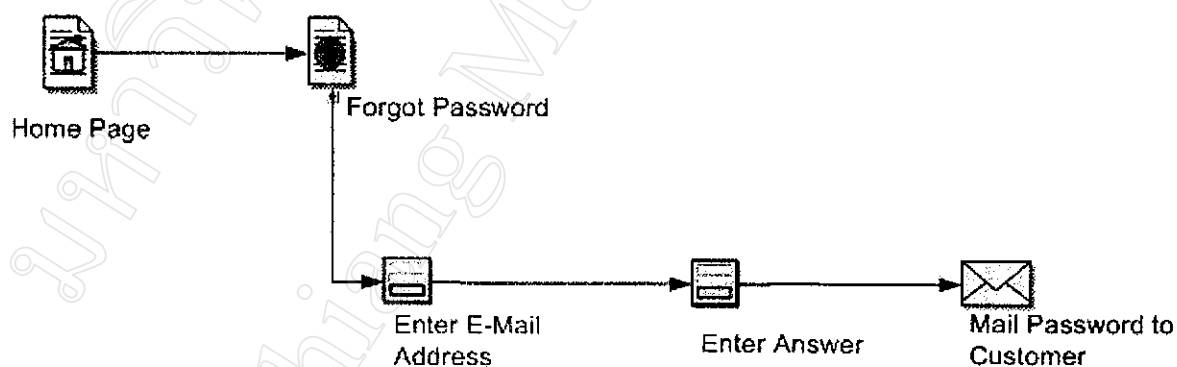 Home Page
Forgot Password
Enter E-Mail
Address
Enter Answer
Mail Password to
Customer